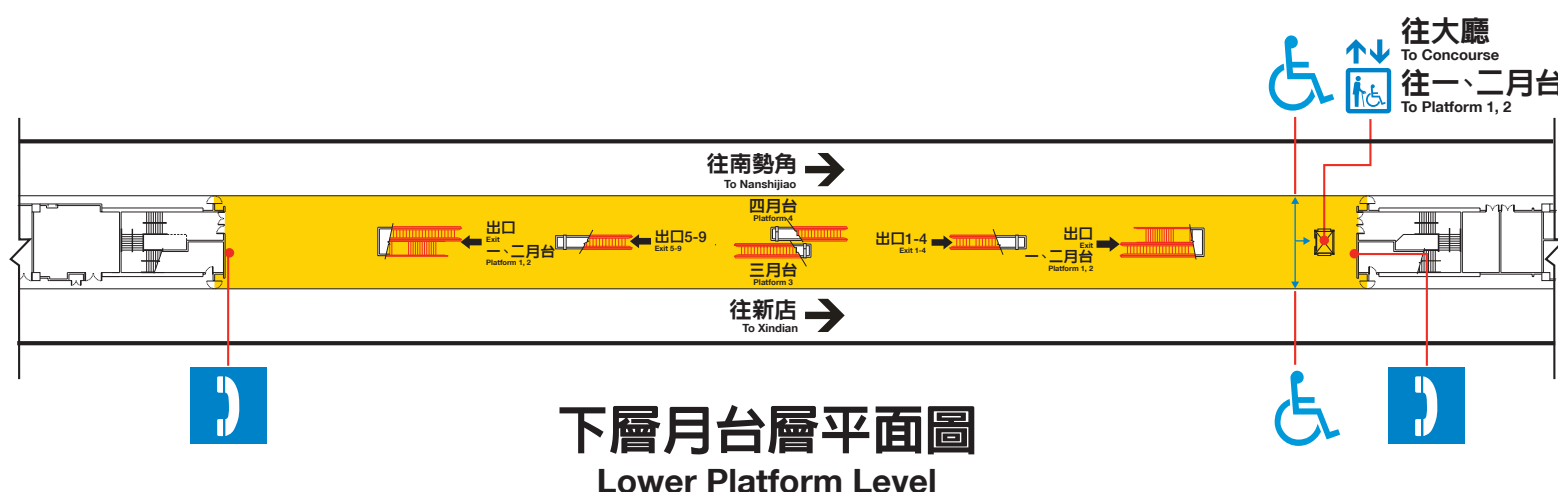 往大廳
To Concourse
往一、二月台
To Platform 1, 2
往南勢角
To Nanshijiao
四月台
Platform 4
出口
Exit
一、二月台
Platform 1, 2
出口5-9
Exit 5-9
出口1-4
Exit 1-4
出口
Exit
一、二月台
Platform 1, 2
三月台
Platform 3
往新店
To Xindian
下層月台層平面圖
Lower Platform Level